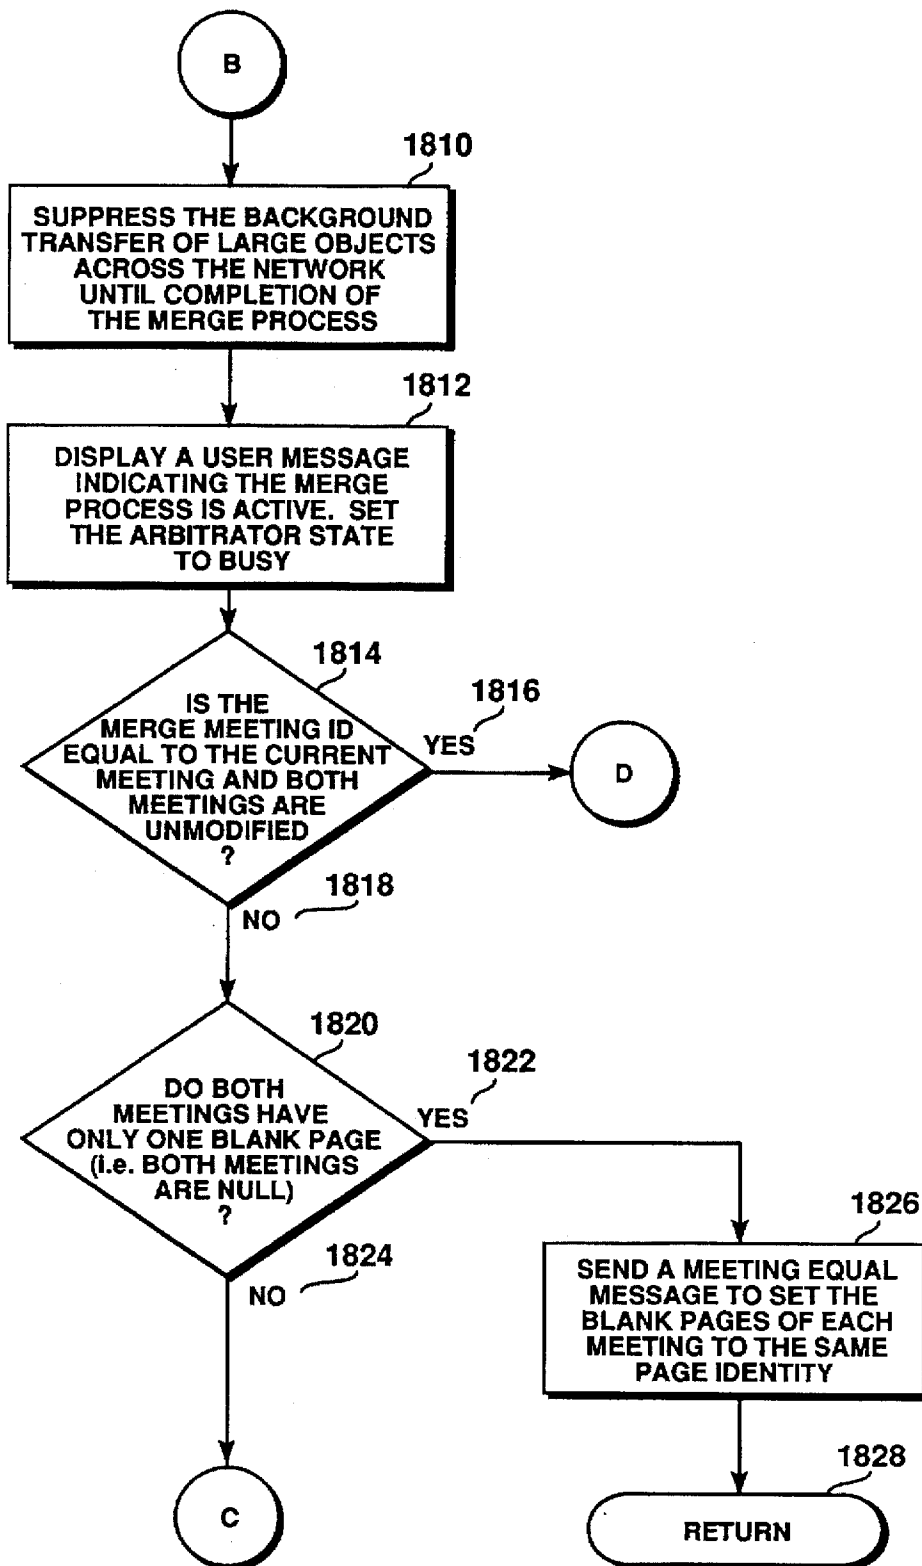 B
1810
SUPPRESS THE BACKGROUND
TRANSFER OF LARGE OBJECTS
ACROSS THE NETWORK
UNTIL COMPLETION OF
THE MERGE PROCESS
1812
DISPLAY A USER MESSAGE
INDICATING THE MERGE
PROCESS IS ACTIVE. SET
THE ARBITRATOR STATE
TO BUSY
1814
IS THE
MERGE MEETING ID
EQUAL TO THE CURRENT
MEETING AND BOTH
MEETINGS ARE
UNMODIFIED
?
1816
YES
D
1818
NO
1820
DO BOTH
MEETINGS HAVE
ONLY ONE BLANK PAGE
(i.e. BOTH MEETINGS
ARE NULL)
?
1822
YES
1824
NO
1826
SEND A MEETING EQUAL
MESSAGE TO SET THE
BLANK PAGES OF EACH
MEETING TO THE SAME
PAGE IDENTITY
1828
RETURN
C